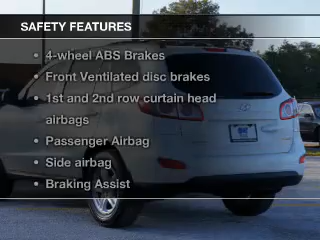 SAFETY FEATURES
• 4-wheel ABS Brakes
• Front Ventilated disc brakes
• 1st and 2nd row curtain head
airbags
• Passenger Airbag
• Side airbag
• Braking Assist